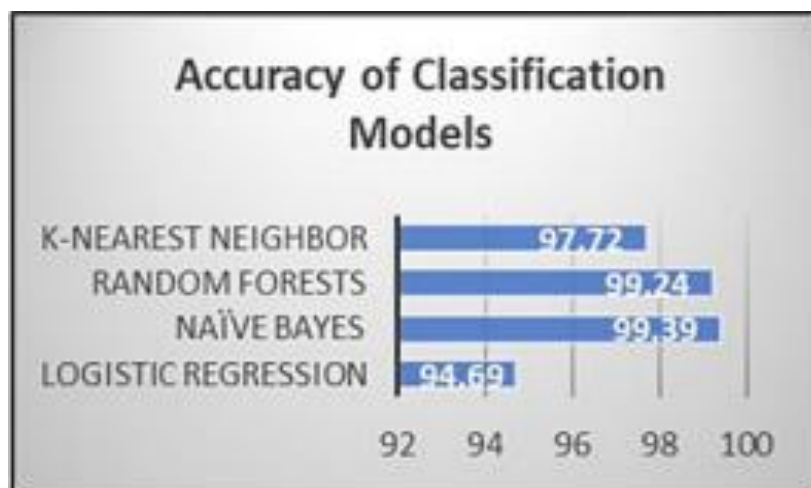 Accuracy of Classification
Models
K-NEAREST NEIGHBOR 97.72
RANDOM FORESTS 99.24
NAÏVE BAYES 99.39
LOGISTIC REGRESSION 94.69
92 94 96 98 100